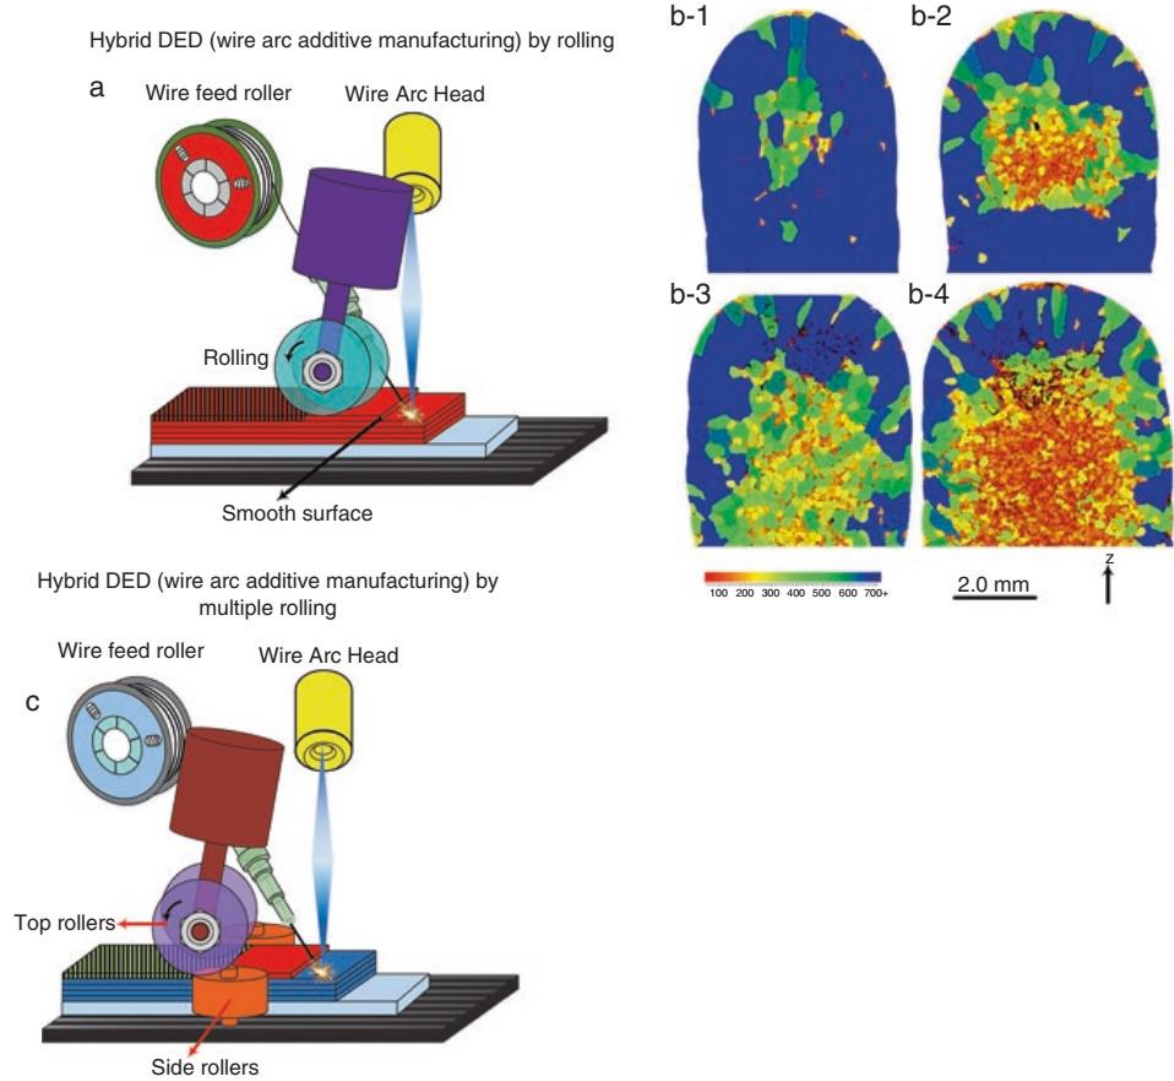 Hybrid DED (wire arc additive manufacturing) by rolling
a
Wire feed roller
Wire Arc Head
Rolling
Smooth surface
b-1
b-2
b-3
b-4
100 200 300 400 500 600 700+
2.0 mm
z
Hybrid DED (wire arc additive manufacturing) by
multiple rolling
c
Wire feed roller
Wire Arc Head
Top rollers
Side rollers